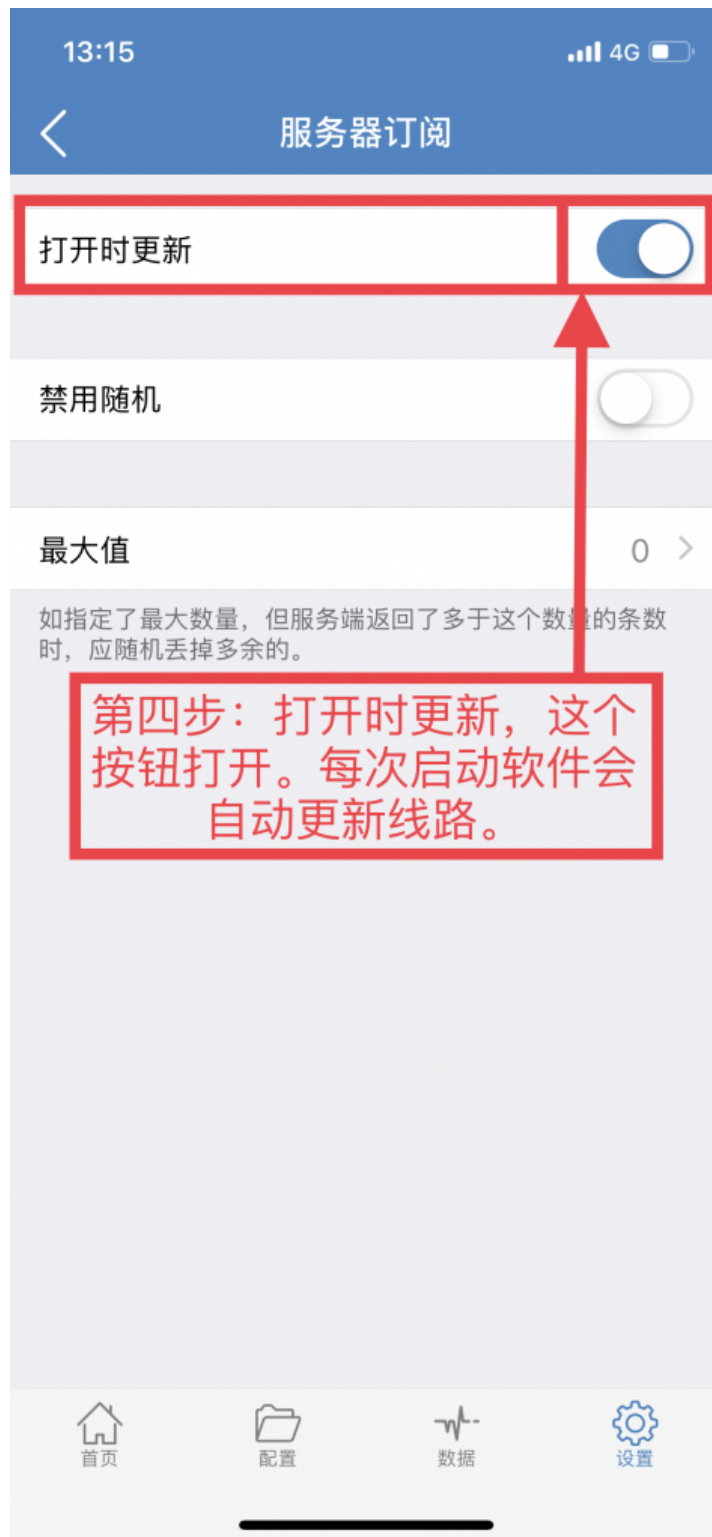 13:15
4G
服务器订阅
打开时更新
禁用随机
最大值
0
如指定了最大数量，但服务端返回了多于这个数量的条数
时，应随机丢掉多余的。
第四步：打开时更新，这个
按钮打开。每次启动软件会
自动更新线路。
首页
配置
数据
设置